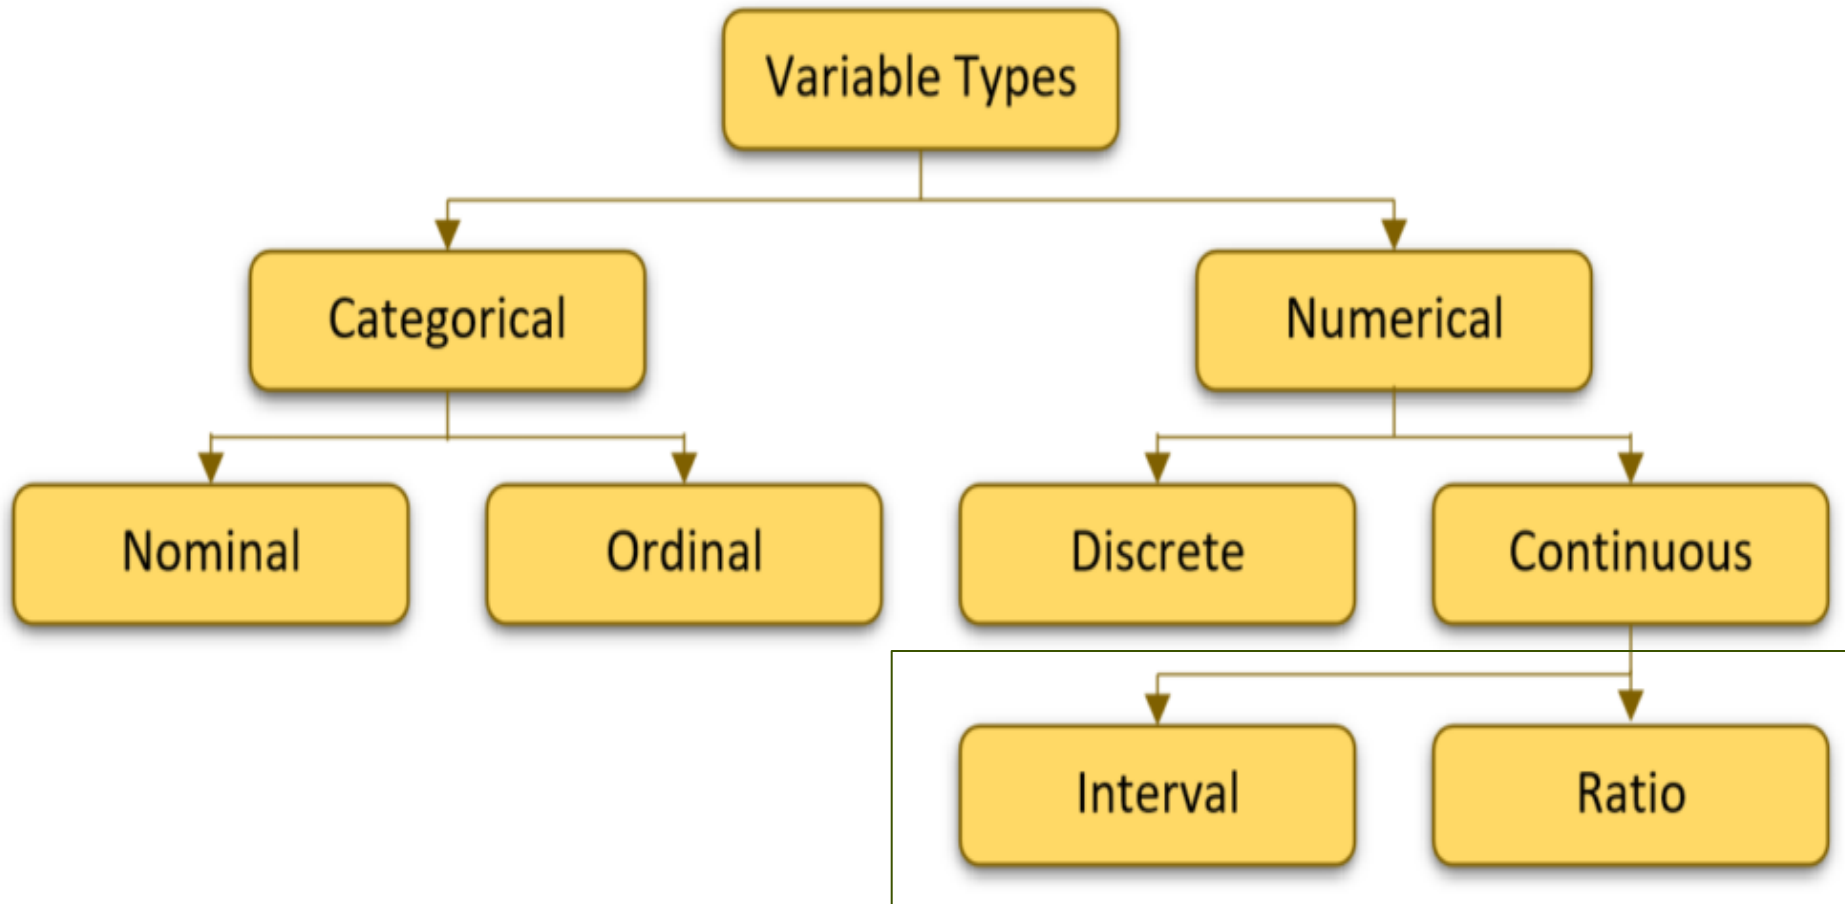 Variable Types
Categorical
Numerical
Nominal
Ordinal
Discrete
Continuous
Interval
Ratio